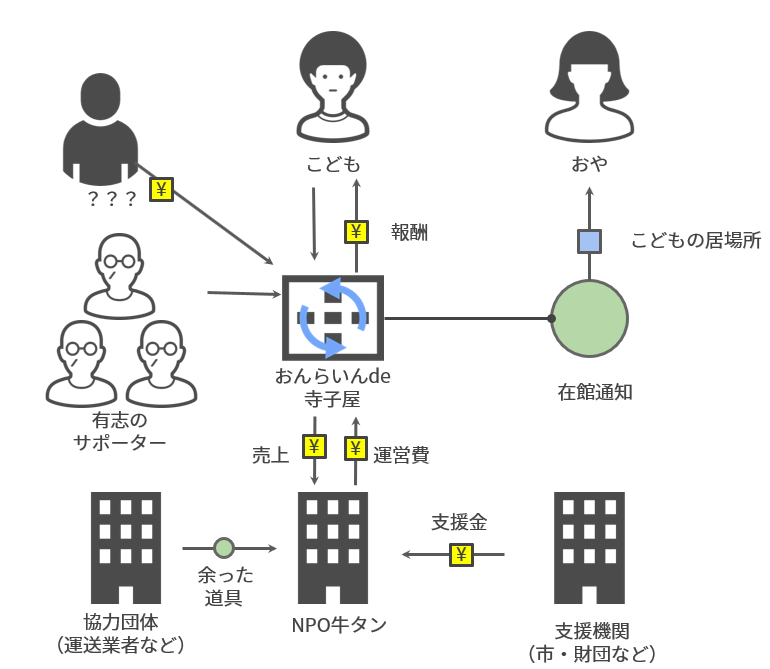 こども
おや
？？？
¥
¥
報酬
こどもの居場所
おんらいんde
寺子屋
在館通知
有志の
サポーター
売上
¥
¥
運営費
支援金
¥
余った
道具
協力団体
（運送業者など）
NPO牛タン
支援機関
（市・財団など）